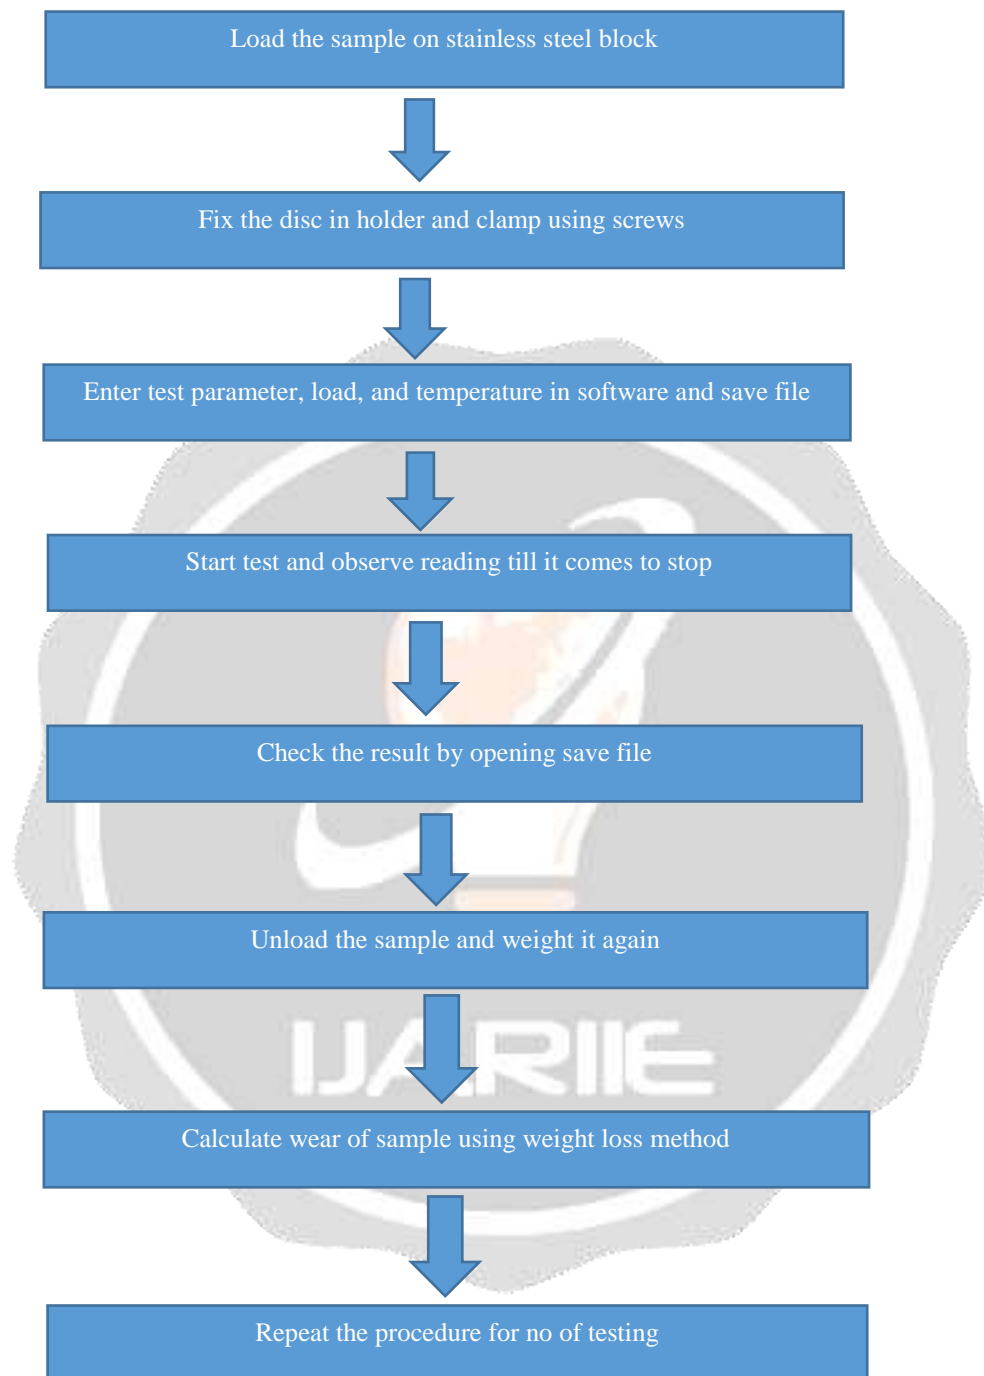 Load the sample on stainless steel block
Fix the disc in holder and clamp using screws
Enter test parameter, load, and temperature in software and save file
Start test and observe reading till it comes to stop
Check the result by opening save file
Unload the sample and weight it again
IJARIIE
Calculate wear of sample using weight loss method
Repeat the procedure for no of testing